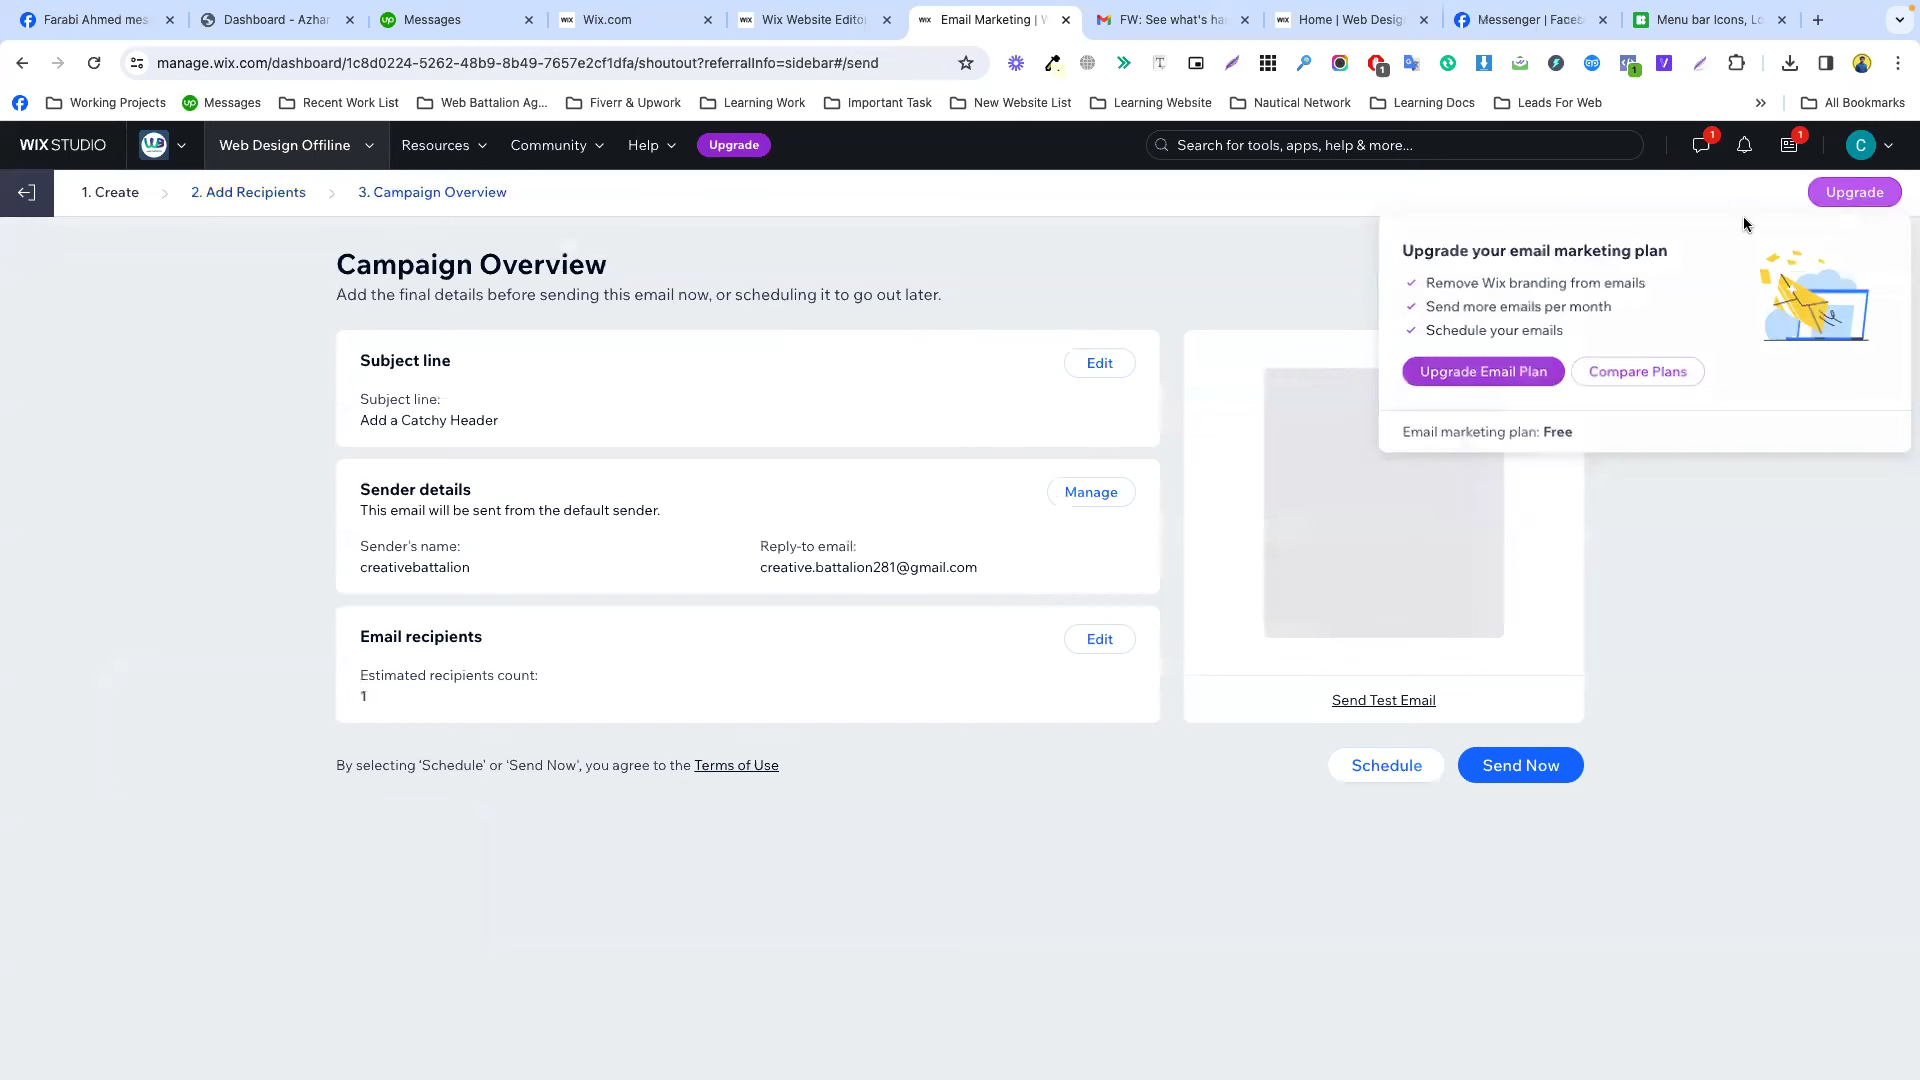 Farabi Ahmed mes
Dashboard - Azhar
Messages
Wix.com
Wix Website Editor
Email Marketing | W
FW: See what's ha
Home | Web Desig
Messenger | Faceb
Menu bar Icons, Lo
manage.wix.com/dashboard/1c8d0224-5262-48b9-8b49-7657e2cf1dfa/shoutout?referralInfo=sidebar#/send
Working Projects
Messages
Recent Work List
Web Battalion Ag...
Fiverr & Upwork
Learning Work
Important Task
New Website List
Learning Website
Nautical Network
Learning Docs
Leads For Web
All Bookmarks
WIX STUDIO
Web Design Offiline
Resources
Community
Help
Upgrade
Search for tools, apps, help & more...
1
1
C
1. Create
2. Add Recipients
3. Campaign Overview
Upgrade
Campaign Overview
Add the final details before sending this email now, or scheduling it to go out later.
Subject line
Edit
Subject line:
Add a Catchy Header
Sender details
Manage
This email will be sent from the default sender.
Sender's name:
creativebattalion
Reply-to email:
creative.battalion281@gmail.com
Email recipients
Edit
Estimated recipients count:
1
Upgrade your email marketing plan
Remove Wix branding from emails
Send more emails per month
Schedule your emails
Upgrade Email Plan
Compare Plans
Email marketing plan: Free
Send Test Email
By selecting 'Schedule' or 'Send Now', you agree to the Terms of Use
Schedule
Send Now